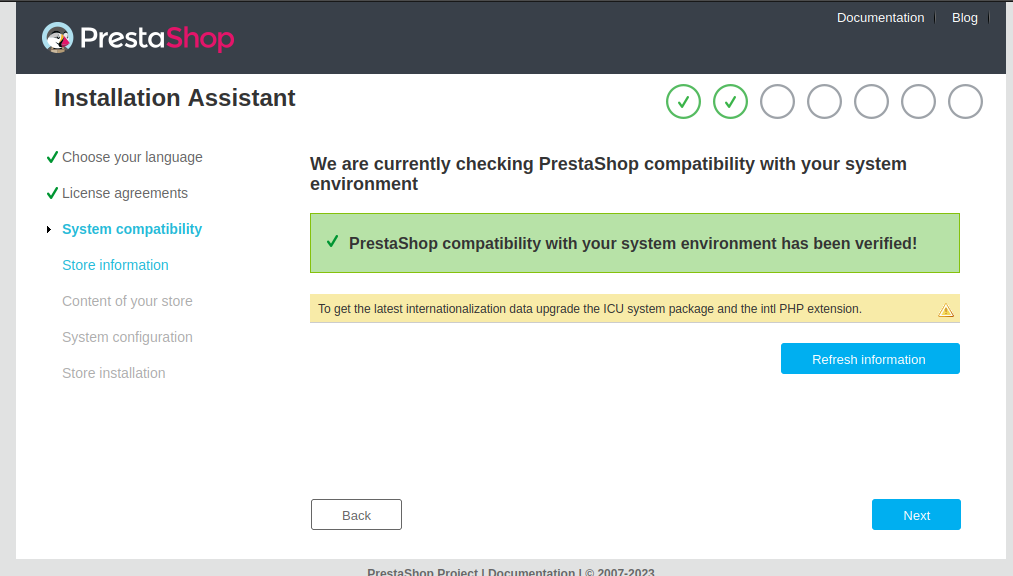 Documentation
Blog
PrestaShop
Installation Assistant
Choose your language
License agreements
System compatibility
Store information
Content of your store
System configuration
Store installation
We are currently checking PrestaShop compatibility with your system
environment
PrestaShop compatibility with your system environment has been verified!
To get the latest internationalization data upgrade the ICU system package and the intl PHP extension.
Refresh information
Back
Next
PrestaShop Project | Documentation | © 2007-2023